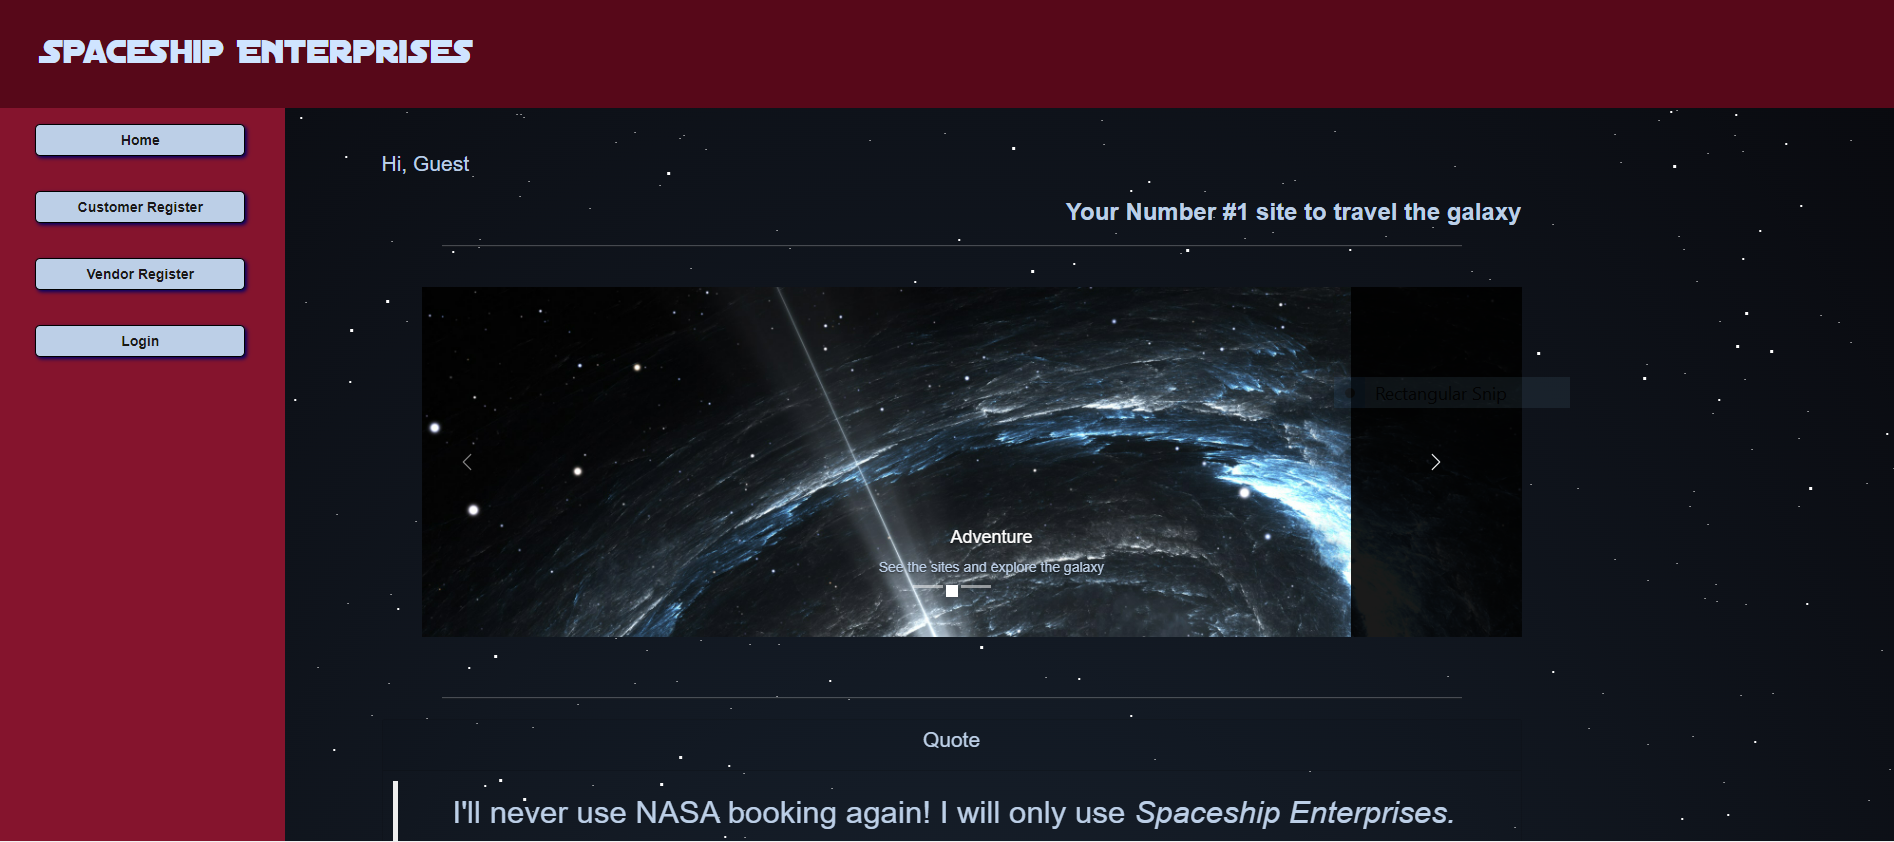 Spaceship Enterprises
Home
Customer Register
Vendor Register
Login
Hi, Guest
Your Number #1 site to travel the galaxy
Rectangular Snip
Adventure
See the sites and explore the galaxy
Quote
I'll never use NASA booking again! I will only use Spaceship Enterprises.